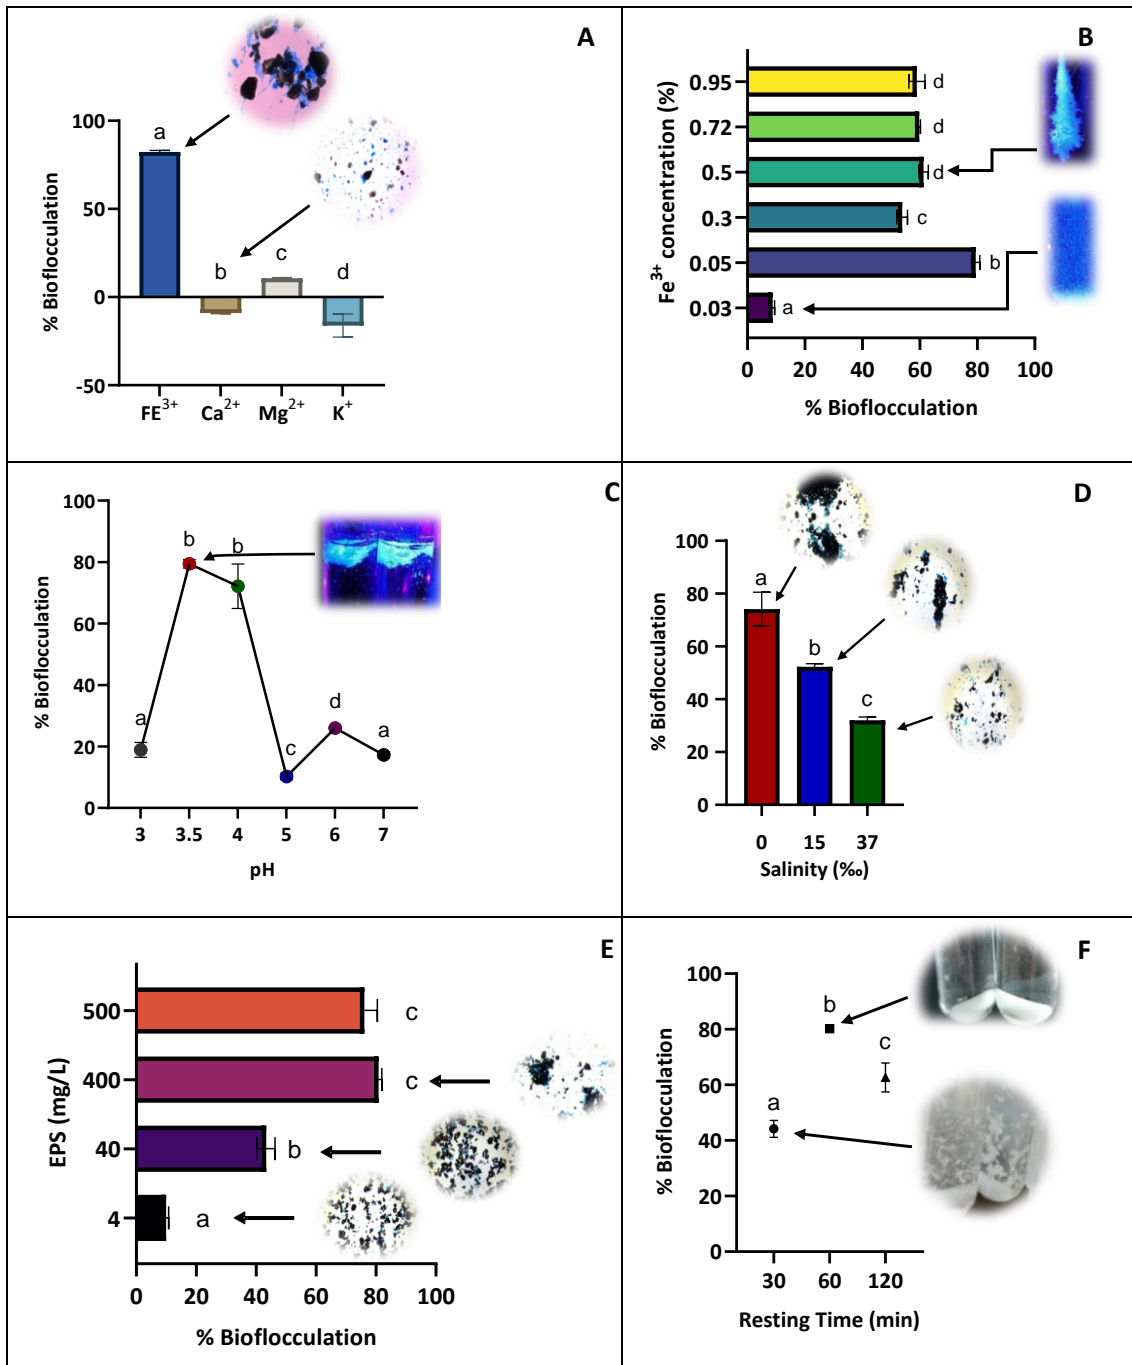 A
% Bioflocculation
100
50
0
-50
a
b
c
d
FE³⁺ Ca²⁺ Mg²⁺ K⁺
B
Fe³⁺ concentration (%)
0.95
d
0.72
d
0.5
d
0.3
c
0.05
b
0.03
a
0 20 40 60 80 100
% Bioflocculation
C
% Bioflocculation
100
80
60
40
20
0
a
b
b
c
d
a
3 3.5 4 5 6 7
pH
D
% Bioflocculation
100
80
60
40
20
0
a
b
c
0 15 37
Salinity (‰)
E
EPS (mg/L)
500
c
400
c
40
b
4
a
0 20 40 60 80 100
% Bioflocculation
F
% Bioflocculation
100
80
60
40
20
0
a
b
c
30 60 120
Resting Time (min)